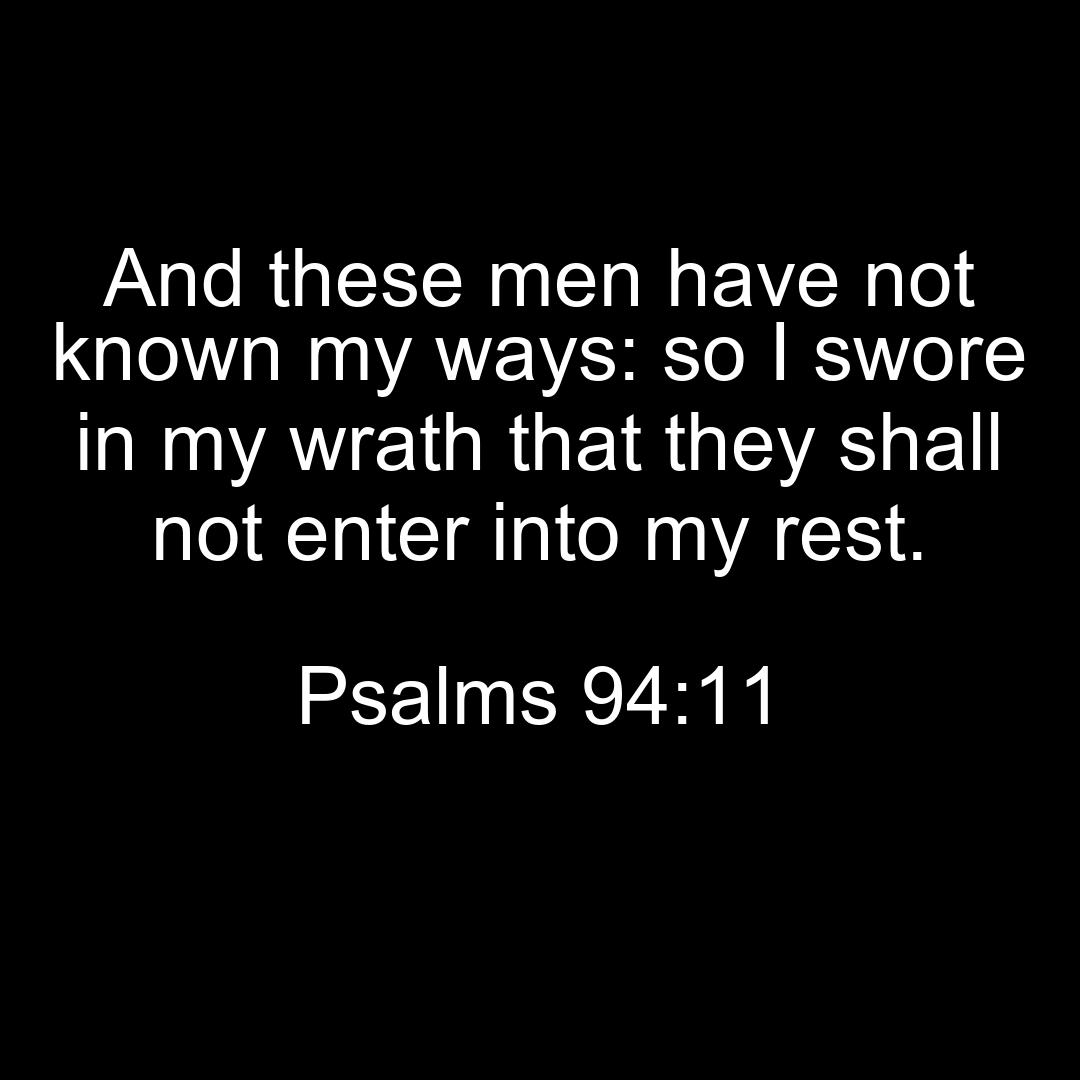 And these men have not
known my ways: so I swore
in my wrath that they shall
not enter into my rest.
Psalms 94:11